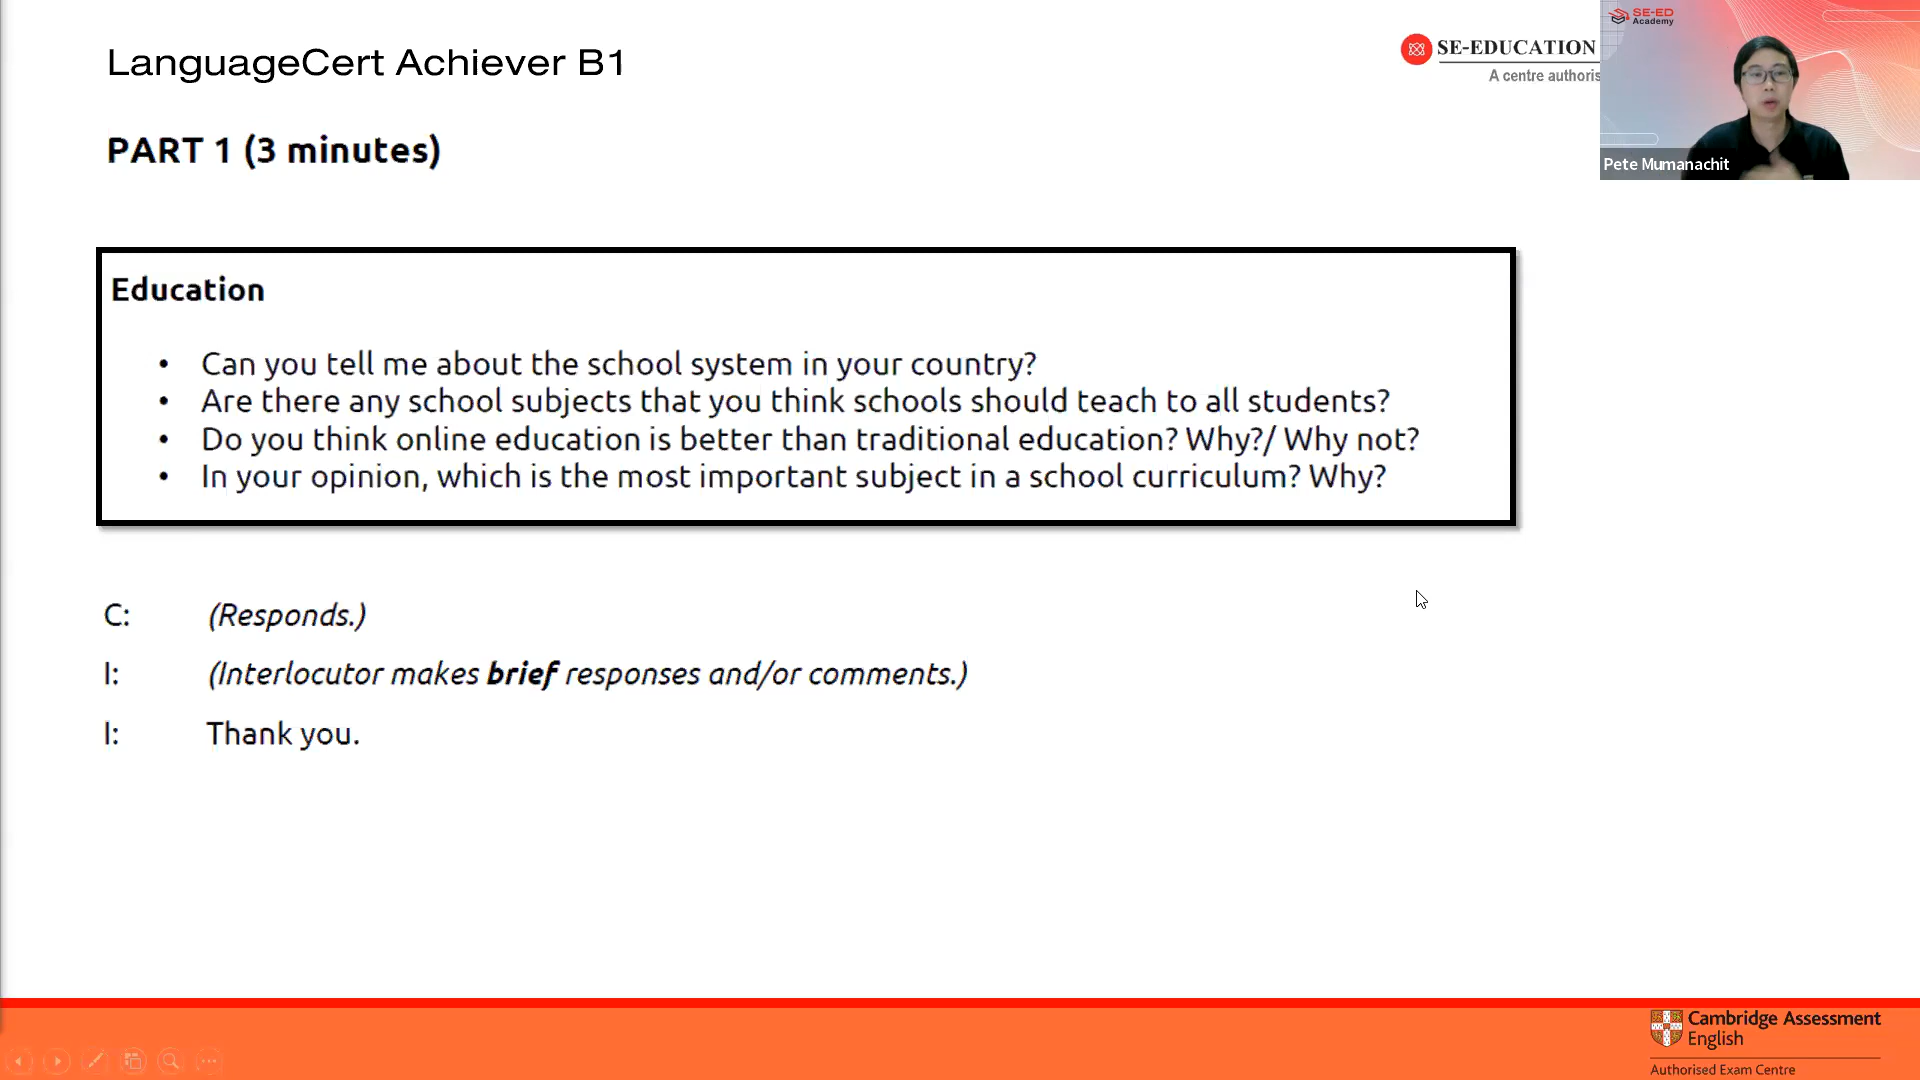 LanguageCert Achiever B1
SE-EDUCATION
A centre authoris
SE-ED
Academy
Pete Mumanachit
PART 1 (3 minutes)
Education
• Can you tell me about the school system in your country?
• Are there any school subjects that you think schools should teach to all students?
• Do you think online education is better than traditional education? Why?/ Why not?
• In your opinion, which is the most important subject in a school curriculum? Why?
C: (Responds.)
I: (Interlocutor makes brief responses and/or comments.)
I: Thank you.
Cambridge Assessment
English
Authorised Exam Centre